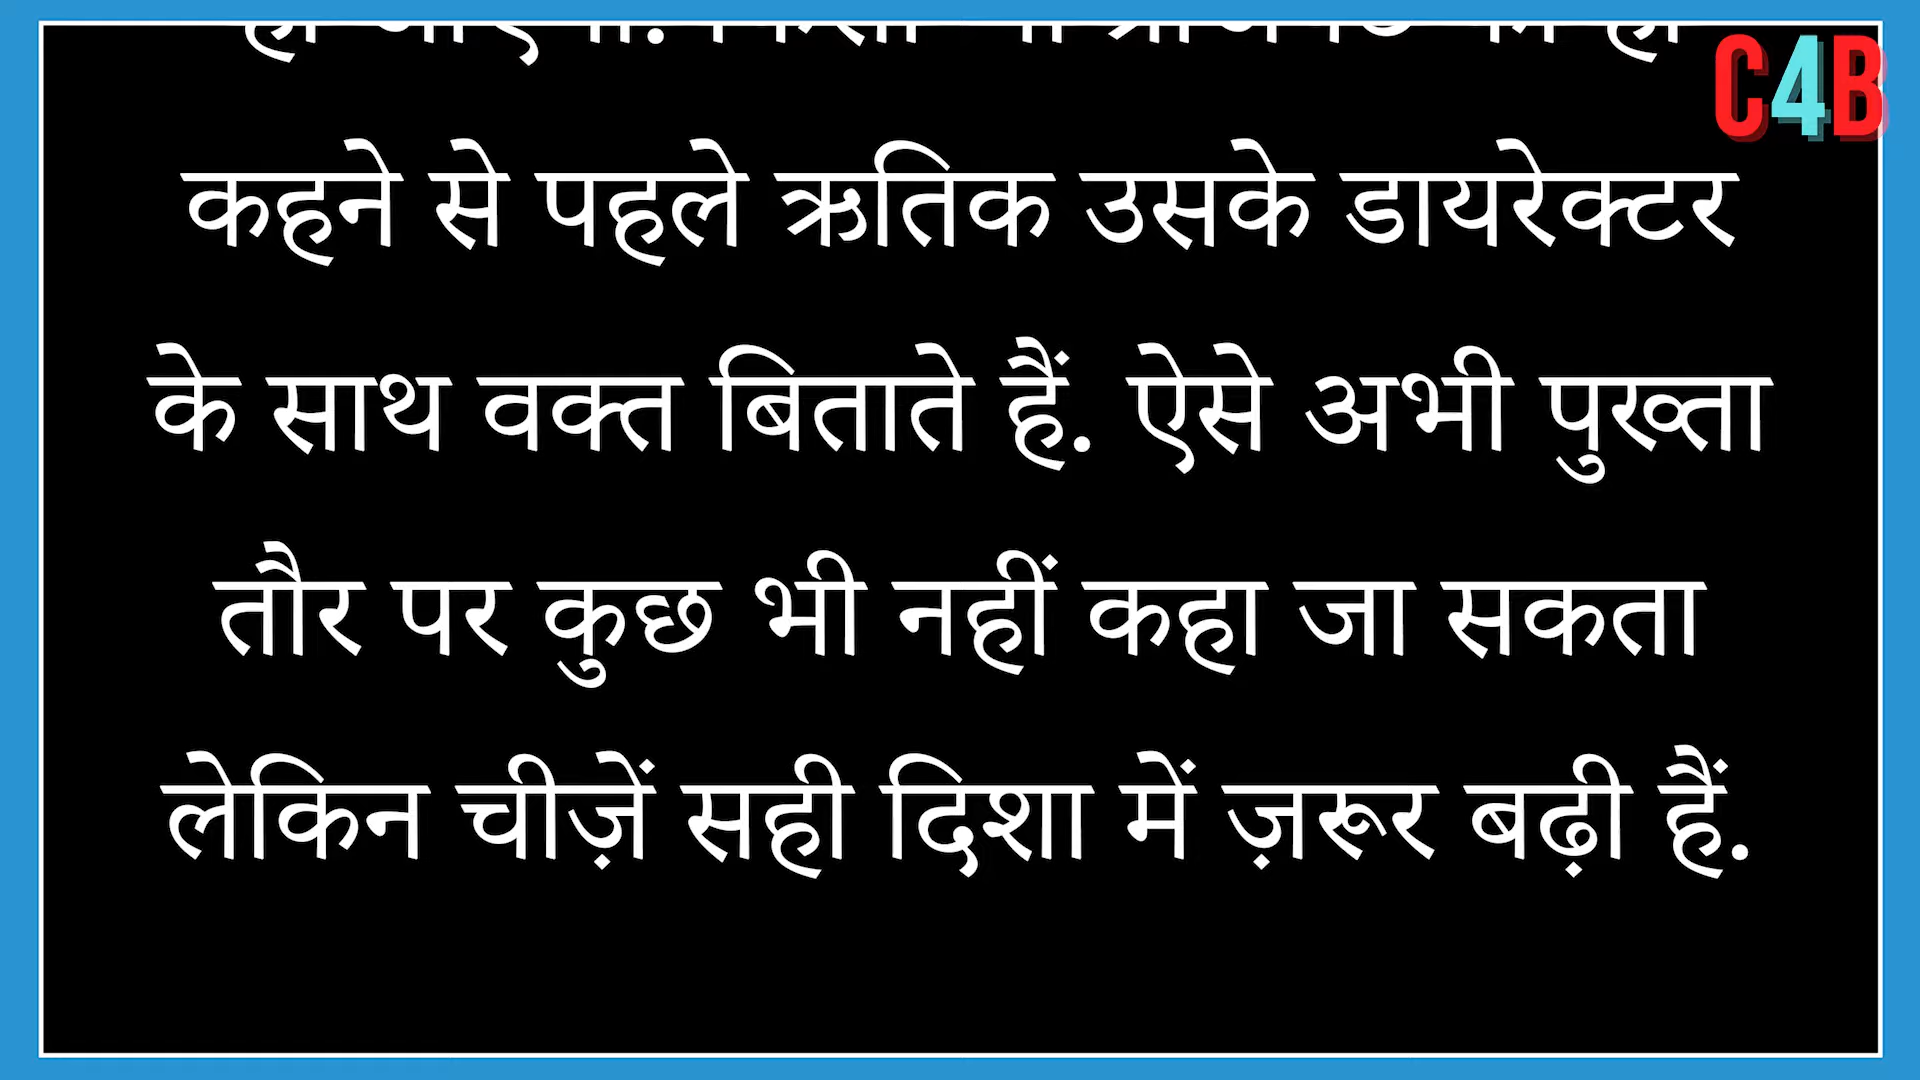 C4B
कहने से पहले ऋतिक उसके डायरेक्टर
के साथ वक्त बिताते हैं. ऐसे अभी पुख्ता
तौर पर कुछ भी नहीं कहा जा सकता
लेकिन चीज़ें सही दिशा में ज़रूर बढ़ी हैं.